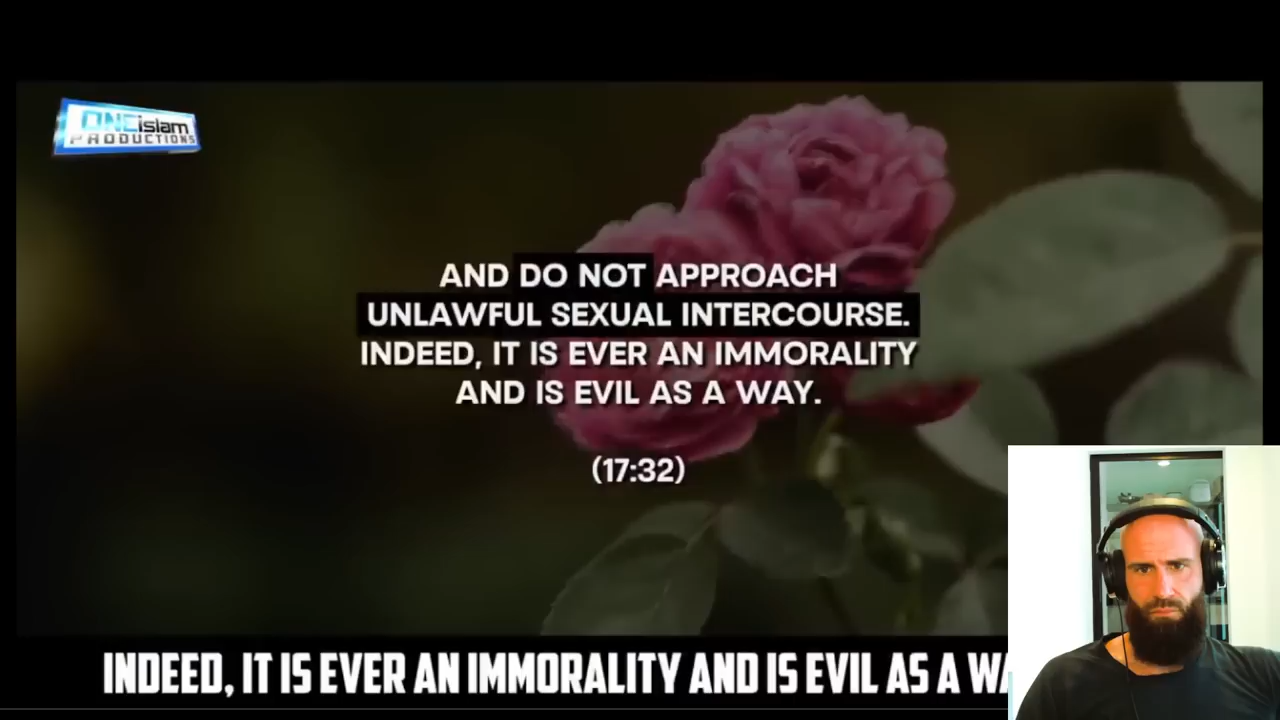 ONEislam
PRODUCTIONS
AND DO NOT APPROACH
UNLAWFUL SEXUAL INTERCOURSE.
INDEED, IT IS EVER AN IMMORALITY
AND IS EVIL AS A WAY.
(17:32)
INDEED, IT IS EVER AN IMMORALITY AND IS EVIL AS A WA